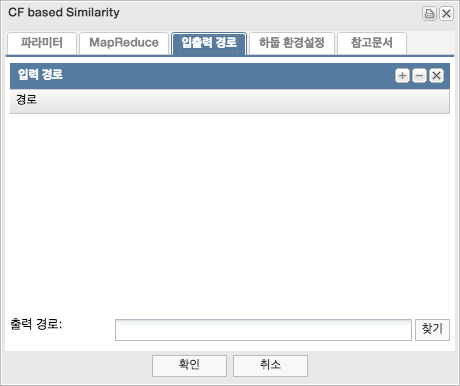 CF based Similarity
파라미터 MapReduce 입출력 경로 하둡 환경설정 참고문서
입력 경로
경로
출력 경로: 찾기
확인 취소